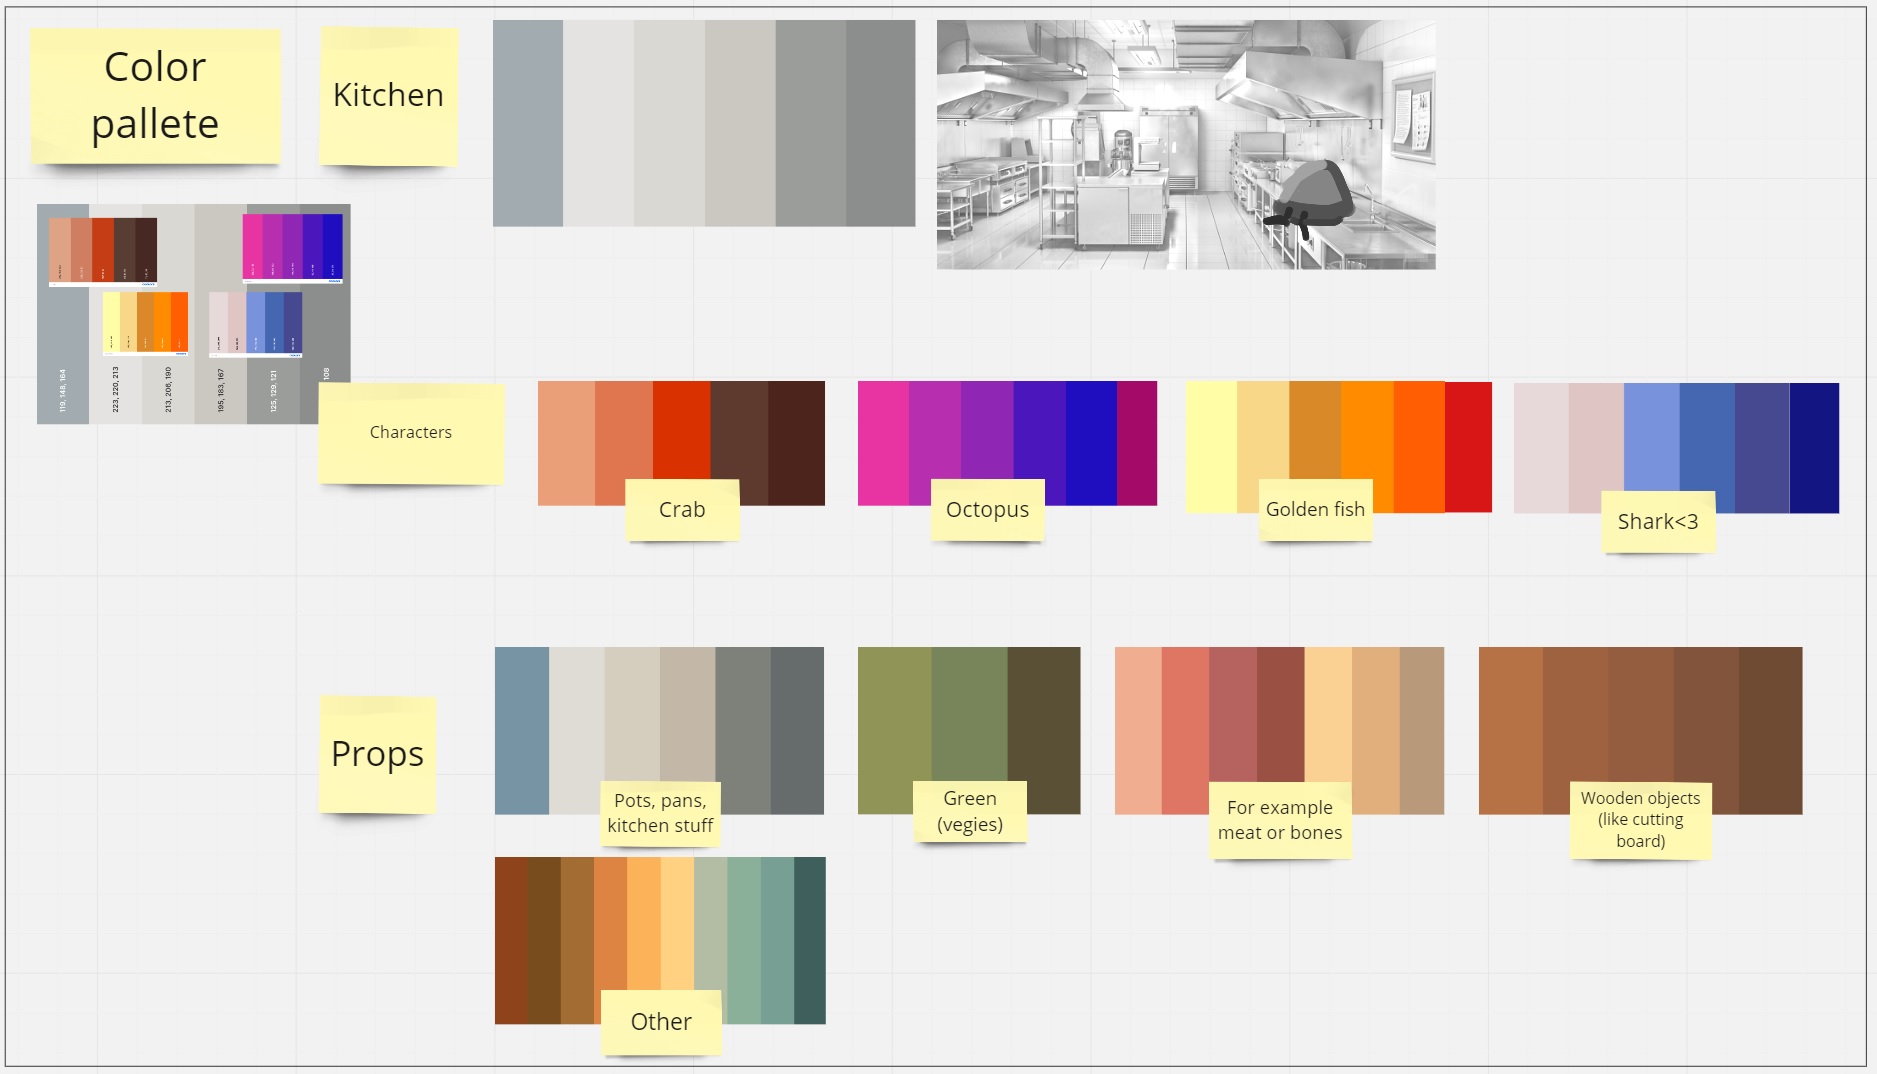 Color
pallete
Kitchen
119, 148, 164
223, 220, 213
213, 206, 190
195, 183, 167
125, 129, 121
108
Characters
Crab
Octopus
Golden fish
Shark<3
Props
Pots, pans,
kitchen stuff
Green
(vegies)
For example
meat or bones
Wooden objects
(like cutting
board)
Other